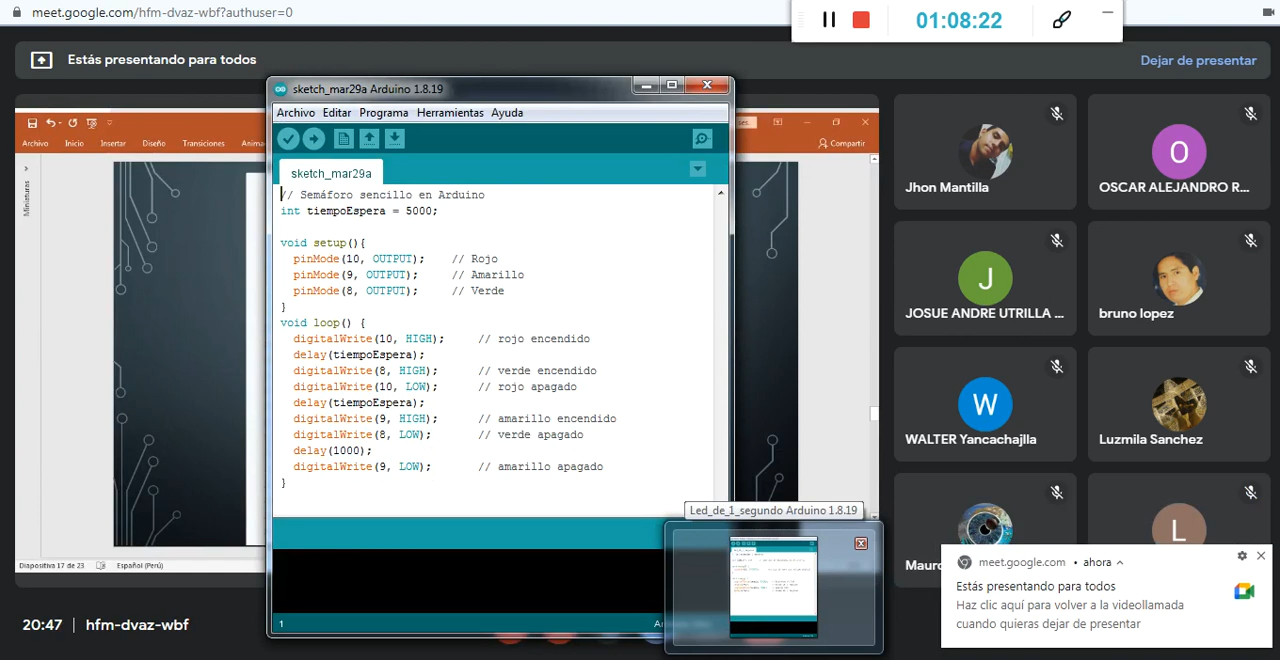 meet.google.com/hfm-dvaz-wbf?authuser=0
01:08:22
Estás presentando para todos
Dejar de presentar
Archivo Inicio Insertar Diseño Transiciones Compartir
Miniaturas
sketch_mar29a Arduino 1.8.19
Archivo Editar Programa Herramientas Ayuda
sketch_mar29a
// Semáforo sencillo en Arduino
int tiempoEspera = 5000;
void setup(){
pinMode(10, OUTPUT);    // Rojo
pinMode(9, OUTPUT);     // Amarillo
pinMode(8, OUTPUT);     // Verde
}
void loop() {
digitalWrite(10, HIGH);     // rojo encendido
delay(tiempoEspera);
digitalWrite(8, HIGH);      // verde encendido
digitalWrite(10, LOW);      // rojo apagado
delay(tiempoEspera);
digitalWrite(9, HIGH);      // amarillo encendido
digitalWrite(8, LOW);       // verde apagado
delay(1000);
digitalWrite(9, LOW);       // amarillo apagado
}
1
Led_de_1_segundo Arduino 1.8.19
Diapositiva 17 de 23 Español (Perú)
Jhon Mantilla
O
OSCAR ALEJANDRO R...
J
JOSUE ANDRE UTRILLA ...
bruno lopez
W
WALTER Yancachajlla
Luzmila Sanchez
L
meet.google.com • ahora
Estás presentando para todos
Haz clic aquí para volver a la videollamada
cuando quieras dejar de presentar
20:47 | hfm-dvaz-wbf